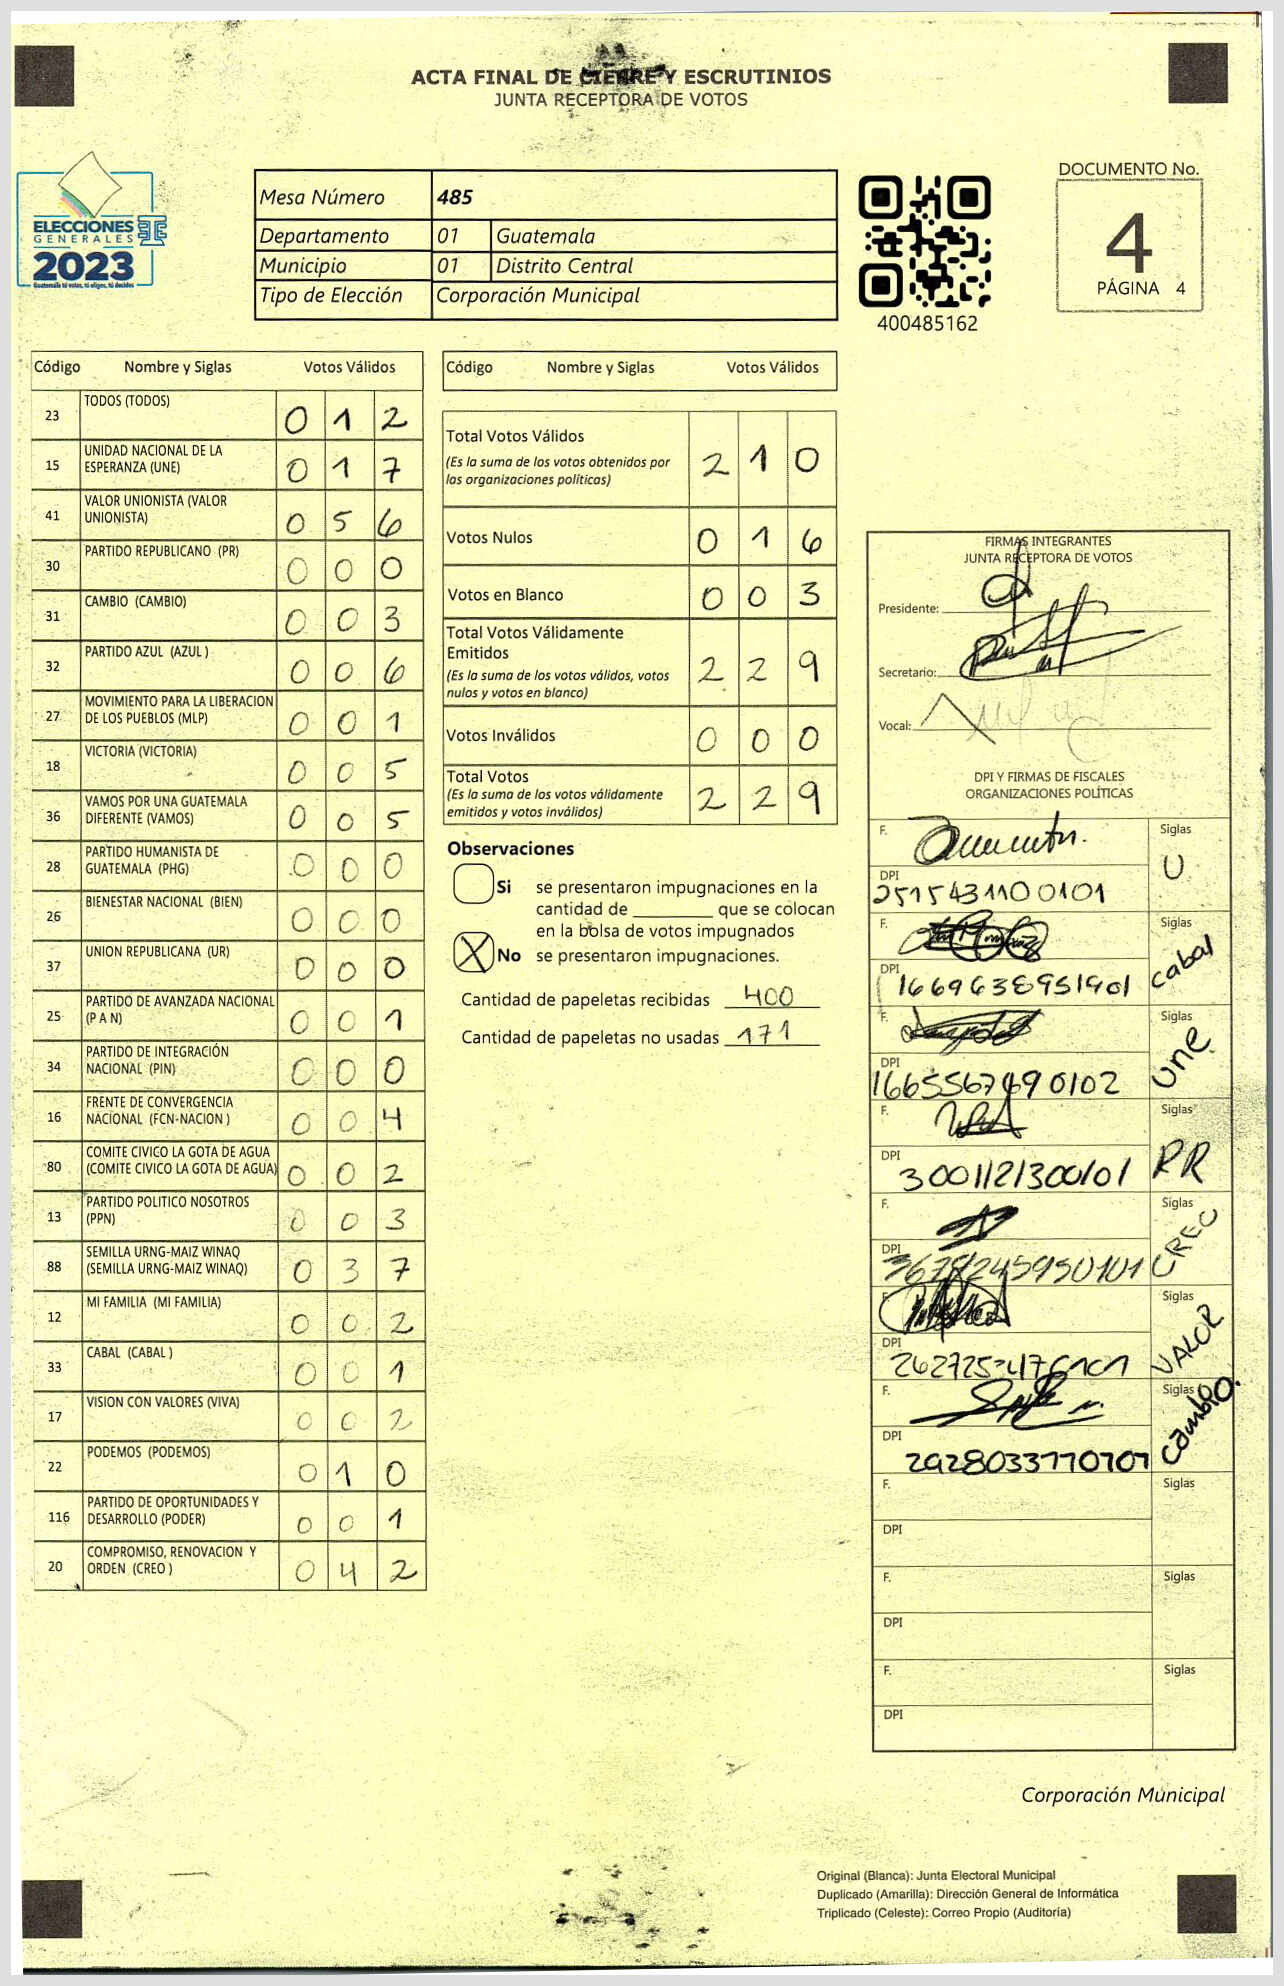 ACTA FINAL DE CIERRE Y ESCRUTINIOS
JUNTA RECEPTORA DE VOTOS
ELECCIONES
GENERALES
2023
Guatemala tú votas, tú eliges, tú decides
Mesa Número 485
Departamento 01 Guatemala
Municipio 01 Distrito Central
Tipo de Elección Corporación Municipal
400485162
DOCUMENTO No.
4
PÁGINA 4
Código Nombre y Siglas Votos Válidos
23 TODOS (TODOS) 0 1 2
15 UNIDAD NACIONAL DE LA ESPERANZA (UNE) 0 1 7
41 VALOR UNIONISTA (VALOR UNIONISTA) 0 5 6
30 PARTIDO REPUBLICANO (PR) 0 0 0
31 CAMBIO (CAMBIO) 0 0 3
32 PARTIDO AZUL (AZUL ) 0 0 6
27 MOVIMIENTO PARA LA LIBERACION DE LOS PUEBLOS (MLP) 0 0 1
18 VICTORIA (VICTORIA) 0 0 5
36 VAMOS POR UNA GUATEMALA DIFERENTE (VAMOS) 0 0 5
28 PARTIDO HUMANISTA DE GUATEMALA (PHG) 0 0 0
26 BIENESTAR NACIONAL (BIEN) 0 0 0
37 UNION REPUBLICANA (UR) 0 0 0
25 PARTIDO DE AVANZADA NACIONAL (P A N) 0 0 1
34 PARTIDO DE INTEGRACIÓN NACIONAL (PIN) 0 0 0
16 FRENTE DE CONVERGENCIA NACIONAL (FCN-NACION ) 0 0 4
80 COMITE CIVICO LA GOTA DE AGUA (COMITE CIVICO LA GOTA DE AGUA) 0 0 2
13 PARTIDO POLITICO NOSOTROS (PPN) 0 0 3
88 SEMILLA URNG-MAIZ WINAQ (SEMILLA URNG-MAIZ WINAQ) 0 3 7
12 MI FAMILIA (MI FAMILIA) 0 0 2
33 CABAL (CABAL ) 0 0 1
17 VISION CON VALORES (VIVA) 0 0 2
22 PODEMOS (PODEMOS) 0 1 0
116 PARTIDO DE OPORTUNIDADES Y DESARROLLO (PODER) 0 0 1
20 COMPROMISO, RENOVACION Y ORDEN (CREO ) 0 4 2
Código Nombre y Siglas Votos Válidos
Total Votos Válidos 2 1 0
(Es la suma de los votos obtenidos por
las organizaciones políticas)
Votos Nulos 0 1 6
Votos en Blanco 0 0 3
Total Votos Válidamente
Emitidos 2 2 9
(Es la suma de los votos válidos, votos
nulos y votos en blanco)
Votos Inválidos 0 0 0
Total Votos 2 2 9
(Es la suma de los votos válidamente
emitidos y votos inválidos)
Observaciones
Si se presentaron impugnaciones en la
cantidad de ________ que se colocan
en la bolsa de votos impugnados
X No se presentaron impugnaciones.
Cantidad de papeletas recibidas 400
Cantidad de papeletas no usadas 171
FIRMAS INTEGRANTES
JUNTA RECEPTORA DE VOTOS
Presidente:
Secretario:
Vocal:
DPI Y FIRMAS DE FISCALES
ORGANIZACIONES POLÍTICAS
F. Siglas U
DPI 2515431100101
F. Siglas cabal
DPI 1669638951901
F. Siglas UNE
DPI
F. Siglas PR
DPI 3001121300101
F. Siglas CREO
DPI
F. Siglas VALOR
DPI
F. Siglas cambio.
DPI
F. Siglas
DPI
F. Siglas
DPI
F. Siglas
DPI
Corporación Municipal
Original (Blanca): Junta Electoral Municipal
Duplicado (Amarilla): Dirección General de Informática
Triplicado (Celeste): Correo Propio (Auditoría)